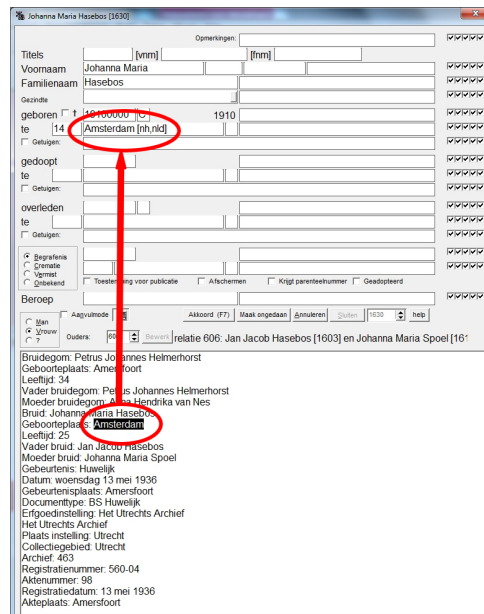 Johanna Maria Hasebos [1630]
Opmerkingen:
Titels [vnm] [fnm]
Voornaam Johanna Maria
Familienaam Hasebos
Gezindte
geboren † 19100000 C 1910
te 14 Amsterdam [nh,nld]
Getuigen:
gedoopt
te
Getuigen:
overleden
te
Getuigen:
Begrafenis
Crematie
Vermist
Onbekend
Toestemming voor publicatie Afschermen Krijgt parenteelnummer Geadopteerd
Beroep
Man
Vrouw
?
Aanvulmode Akkoord (F7) Maak ongedaan Annuleren Sluiten 1630 help
Ouders: 606 Bewerk relatie 606: Jan Jacob Hasebos [1603] en Johanna Maria Spoel [161
Bruidegom: Petrus Johannes Helmerhorst
Geboorteplaats: Amersfoort
Leeftijd: 34
Vader bruidegom: Petrus Johannes Helmerhorst
Moeder bruidegom: Anna Hendrika van Nes
Bruid: Johanna Maria Hasebos
Geboorteplaats: Amsterdam
Leeftijd: 25
Vader bruid: Jan Jacob Hasebos
Moeder bruid: Johanna Maria Spoel
Gebeurtenis: Huwelijk
Datum: woensdag 13 mei 1936
Gebeurtenisplaats: Amersfoort
Documenttype: BS Huwelijk
Erfgoedinstelling: Het Utrechts Archief
Het Utrechts Archief
Plaats instelling: Utrecht
Collectiegebied: Utrecht
Archief: 463
Registratienummer: 560-04
Aktenummer: 98
Registratiedatum: 13 mei 1936
Akteplaats: Amersfoort